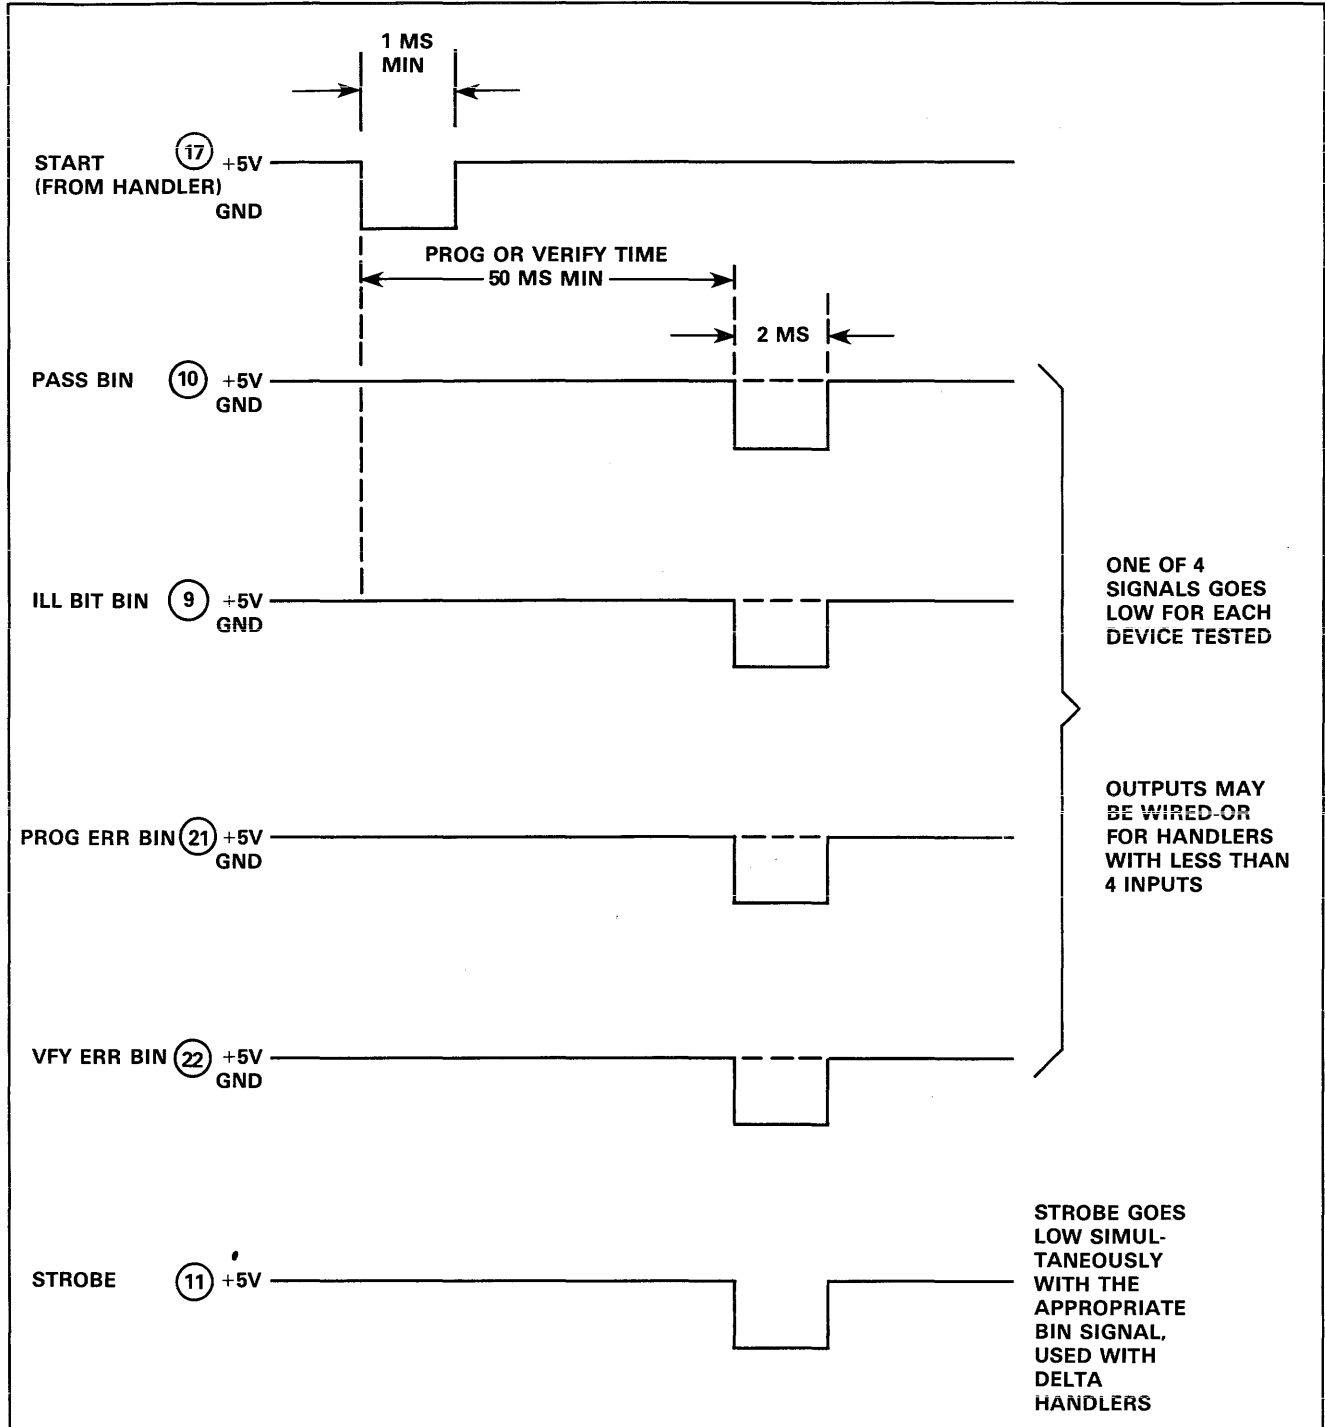 1 MS
MIN
START (17) +5V
(FROM HANDLER)
GND
PROG OR VERIFY TIME
50 MS MIN
2 MS
PASS BIN (10) +5V
GND
ILL BIT BIN (9) +5V
GND
ONE OF 4
SIGNALS GOES
LOW FOR EACH
DEVICE TESTED
OUTPUTS MAY
BE WIRED-OR
FOR HANDLERS
WITH LESS THAN
4 INPUTS
PROG ERR BIN (21) +5V
GND
VFY ERR BIN (22) +5V
GND
STROBE (11) +5V
STROBE GOES
LOW SIMUL-
TANEOUSLY
WITH THE
APPROPRIATE
BIN SIGNAL,
USED WITH
DELTA
HANDLERS